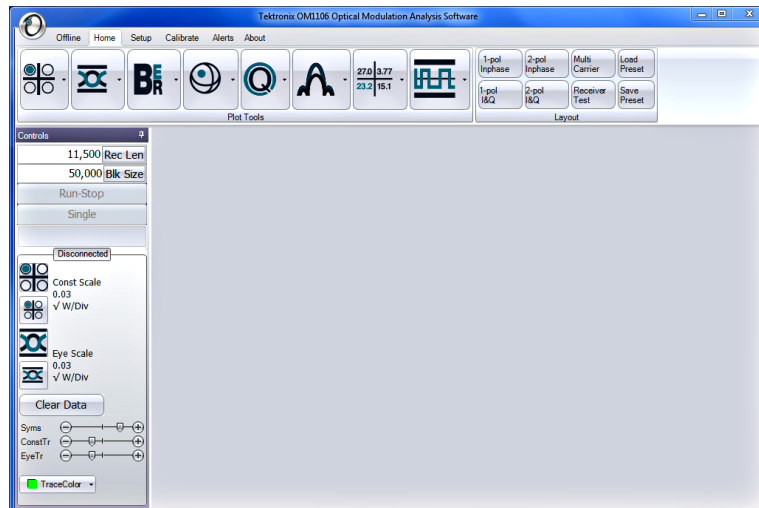 Tektronix OM1106 Optical Modulation Analysis Software
Offline Home Setup Calibrate Alerts About
BER
Q
27.0 3.77
23.2 15.1
1-pol Inphase
2-pol Inphase
Multi Carrier
Load Preset
1-pol I&Q
2-pol I&Q
Receiver Test
Save Preset
Plot Tools
Layout
Controls
11,500 Rec Len
50,000 Blk Size
Run-Stop
Single
Disconnected
Const Scale
0.03
√ W/Div
Eye Scale
0.03
√ W/Div
Clear Data
Syms
ConstTr
EyeTr
TraceColor